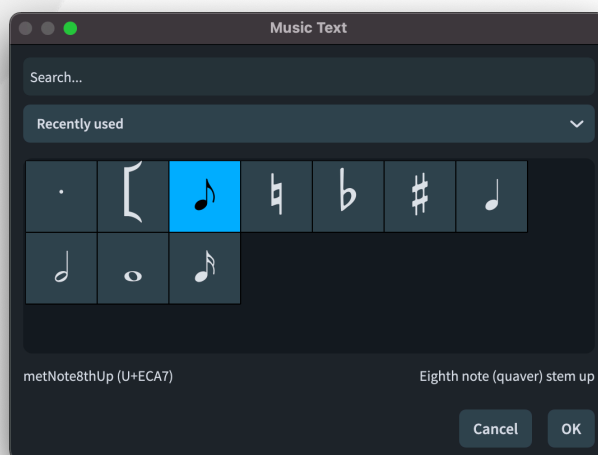 Music Text
Search...
Recently used
metNote8thUp (U+ECA7)
Eighth note (quaver) stem up
Cancel
OK